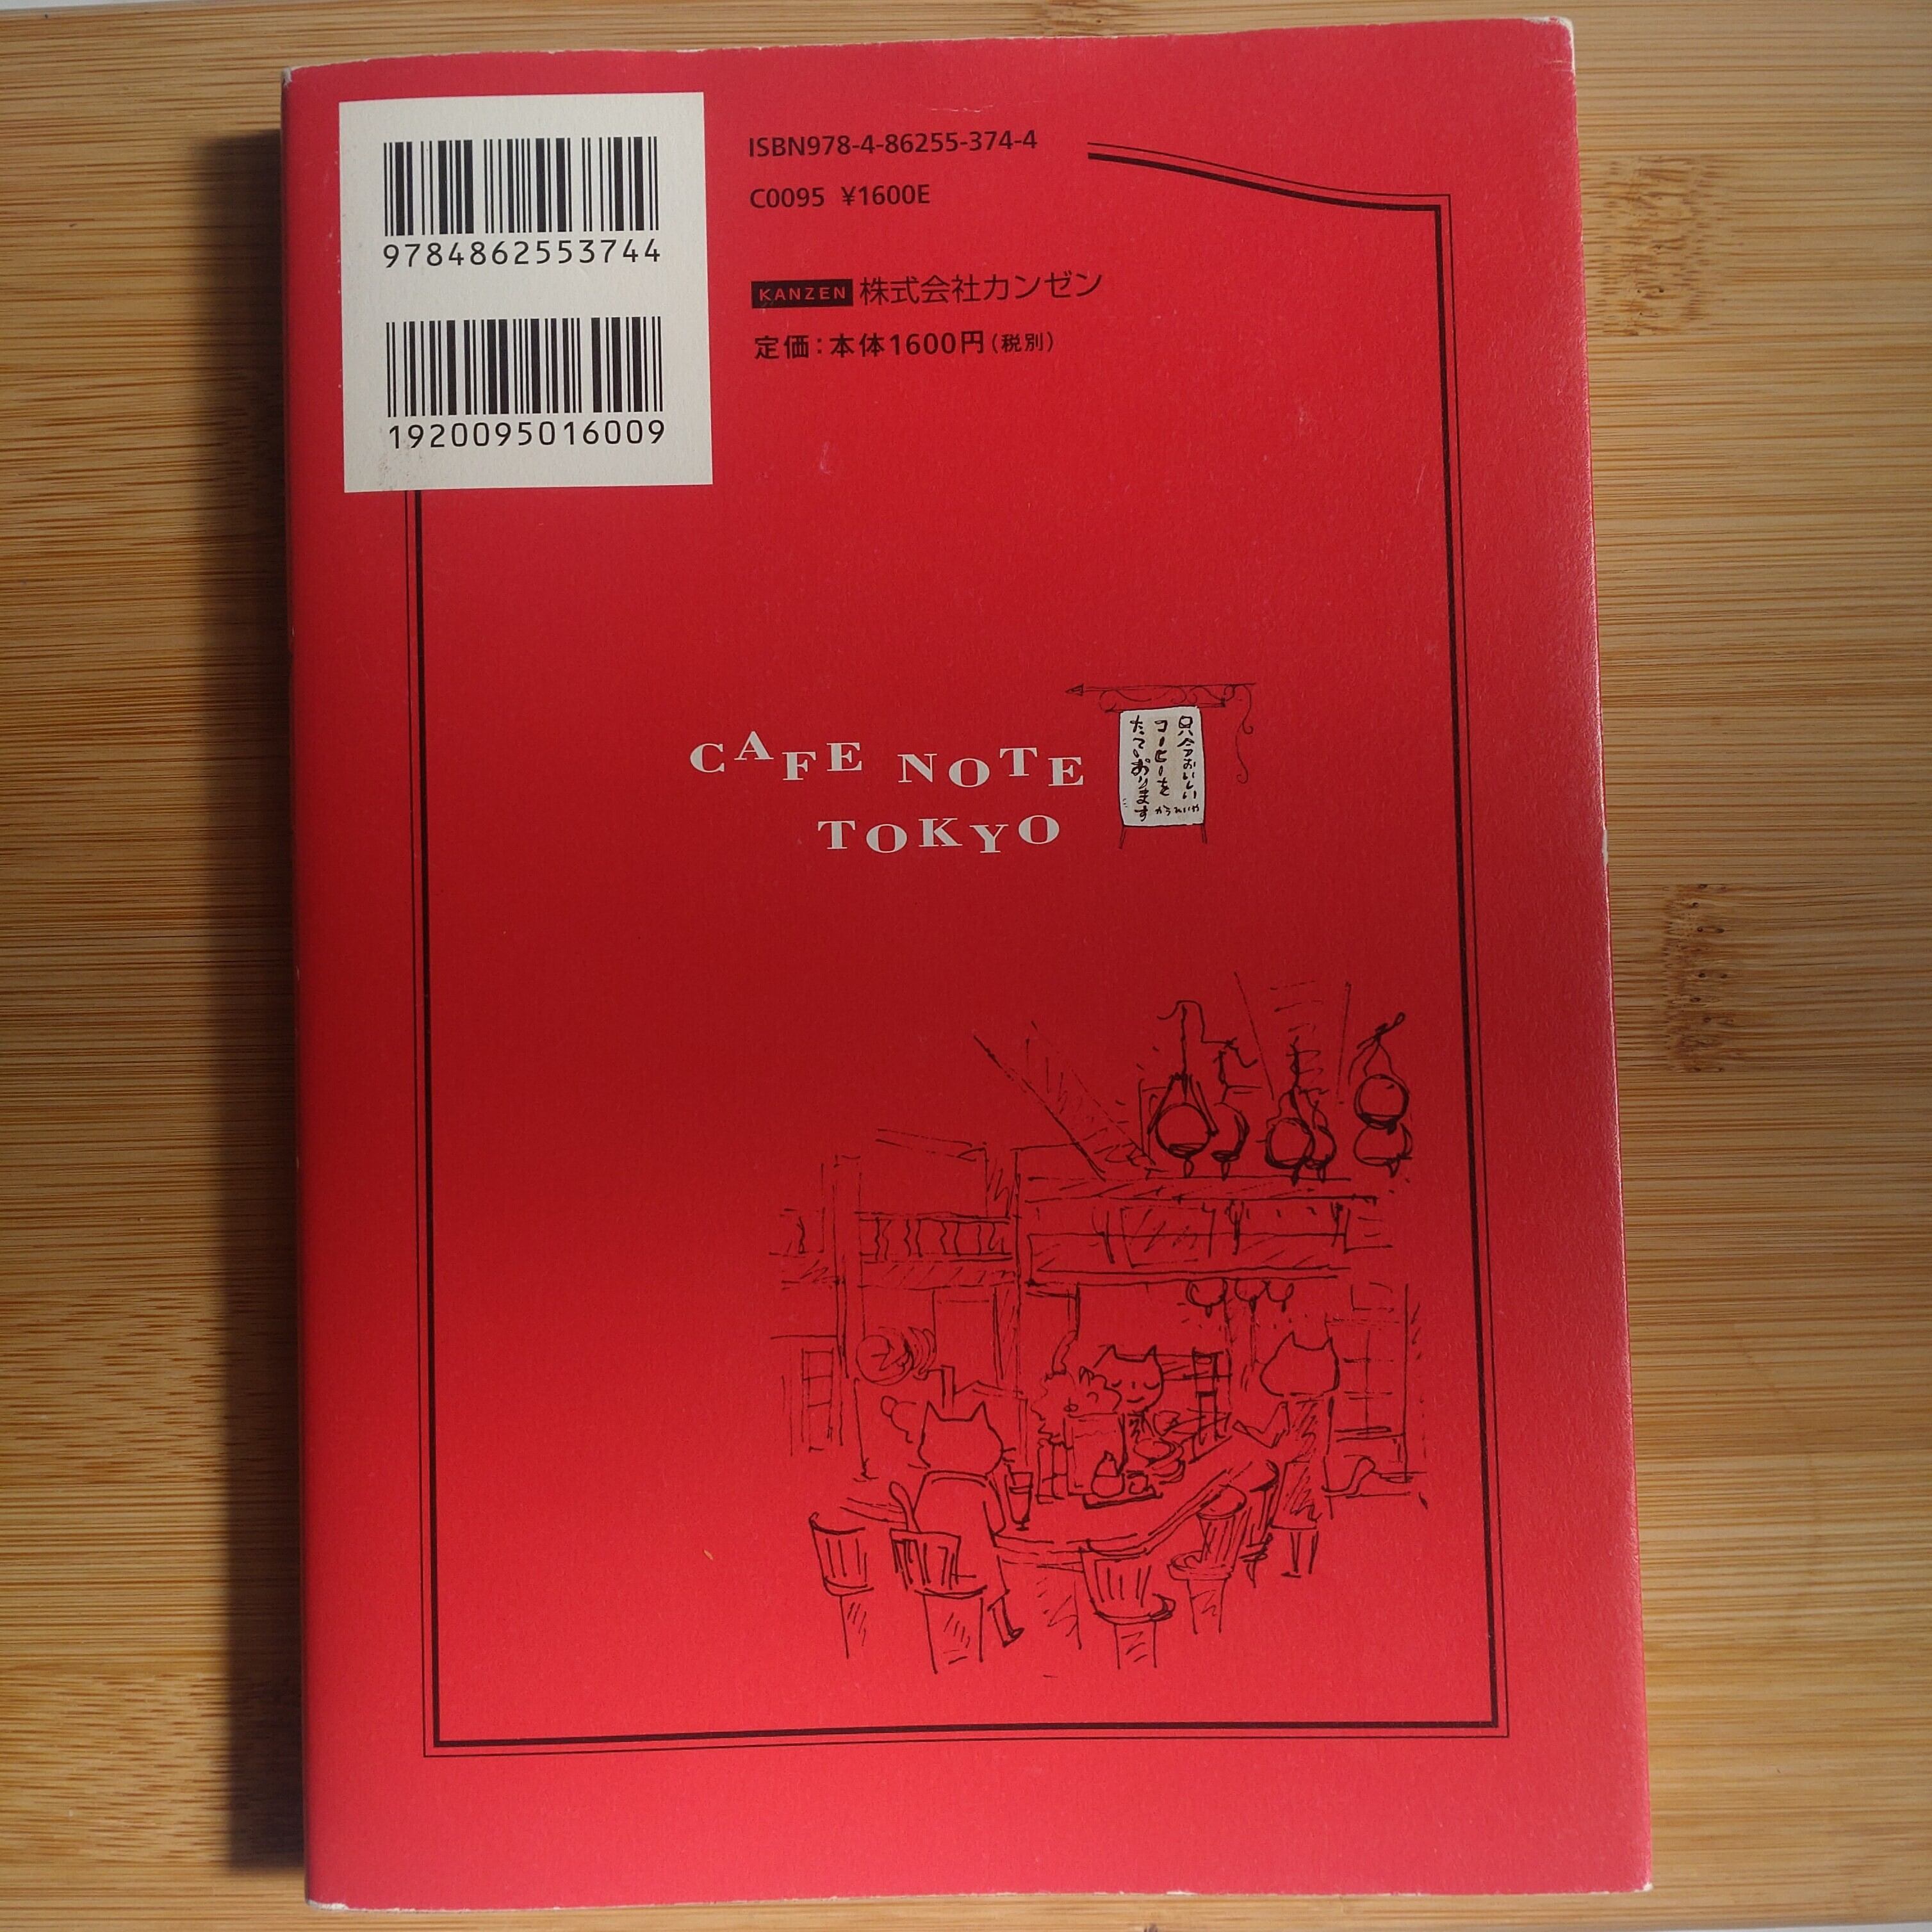 9784862553744
1920095016009
ISBN978-4-86255-374-4
C0095 ¥1600E
KANZEN 株式会社カンゼン
定価:本体1600円(税別)
CAFE NOTE
TOKYO
只今おいしい
コーヒーを
たてております